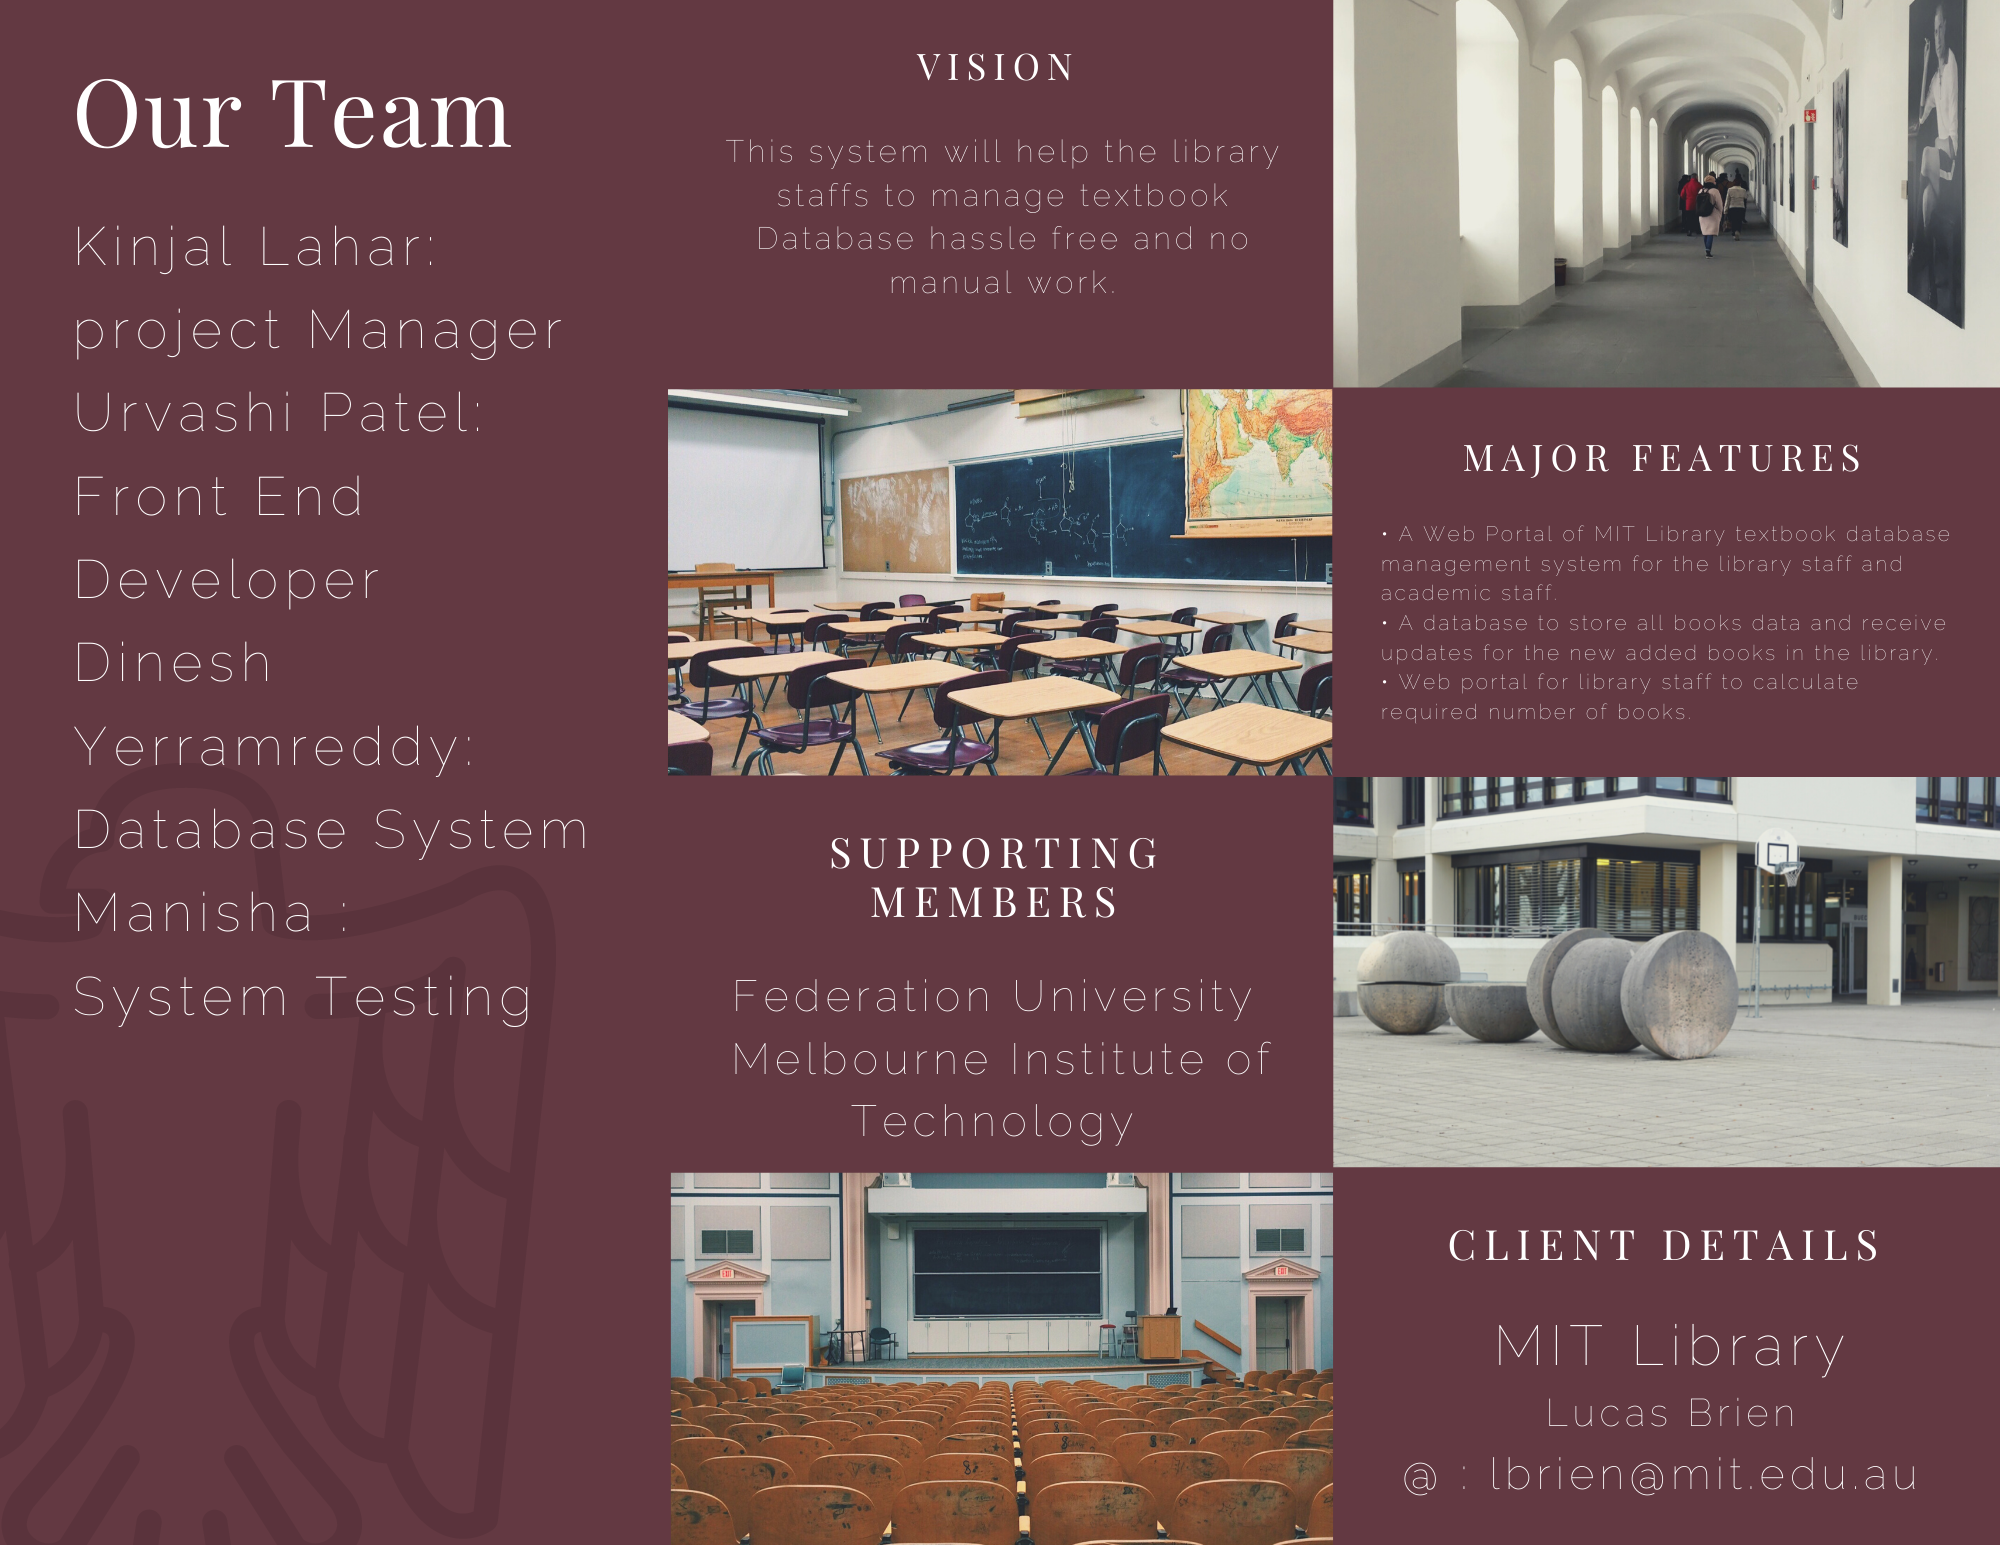 Our Team
Kinjal Lahar:
project Manager
Urvashi Patel:
Front End
Developer
Dinesh
Yerramreddy:
Database System
Manisha :
System Testing
VISION
This system will help the library
staffs to manage textbook
Database hassle free and no
manual work.
SUPPORTING
MEMBERS
Federation University
Melbourne Institute of
Technology
EXIT
EXIT
MAJOR FEATURES
• A Web Portal of MIT Library textbook database
management system for the library staff and
academic staff.
• A database to store all books data and receive
updates for the new added books in the library.
• Web portal for library staff to calculate
required number of books.
CLIENT DETAILS
MIT Library
Lucas Brien
@ : lbrien@mit.edu.au